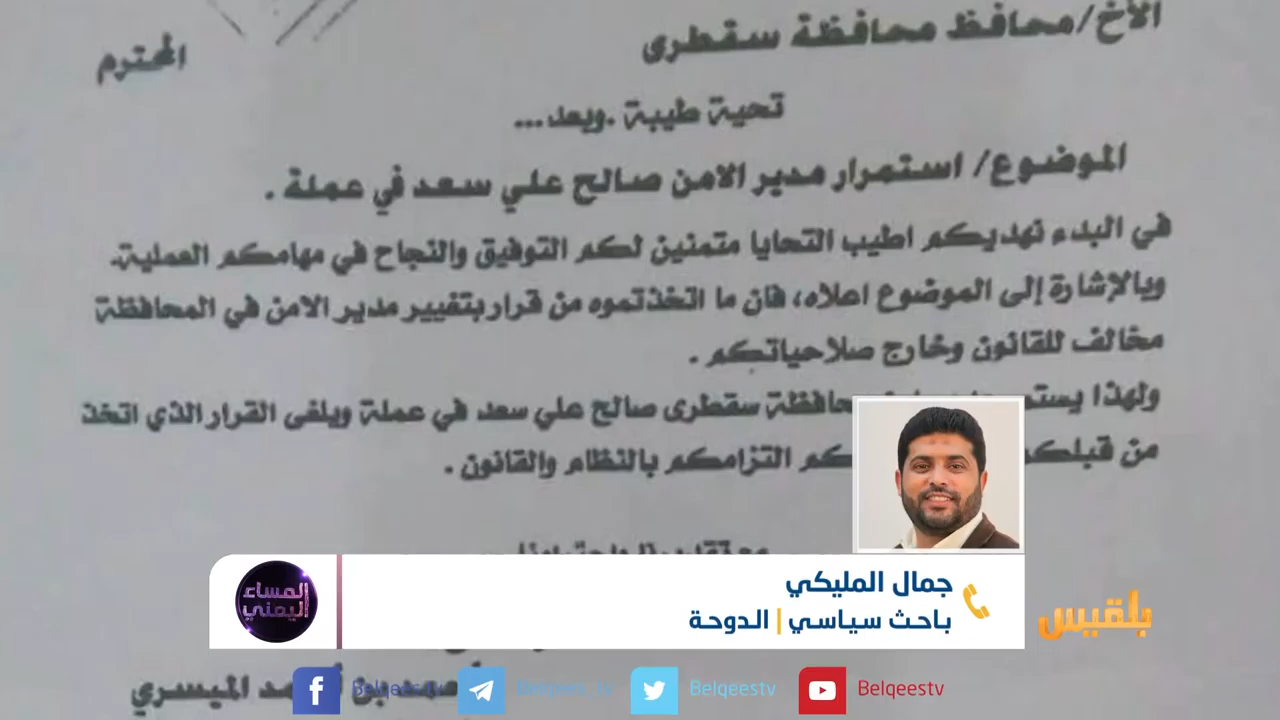 الأخ/محافظ محافظة سقطرى المحترم
تحية طيبة .وبعد...
الموضوع/ استمرار مدير الامن صالح علي سعد في عملة .
في البدء نهديكم اطيب التحايا متمنين لكم التوفيق والنجاح في مهامكم العملية.
وبالإشارة إلى الموضوع اعلاه، فان ما اتخذتموه من قرار بتغيير مدير الامن في المحافظة
مخالف للقانون وخارج صلاحياتكم .
ولهذا سقطرى صالح علي سعد في عملة ويلغى القرار الذي اتخذ
من التزامكم بالنظام والقانون .
جمال المليكي
باحث سياسي | الدوحة
المساء اليمني
بلقيس
الميسري
Belqeestv
Belqees_tv
Belqeestv
Belqeestv